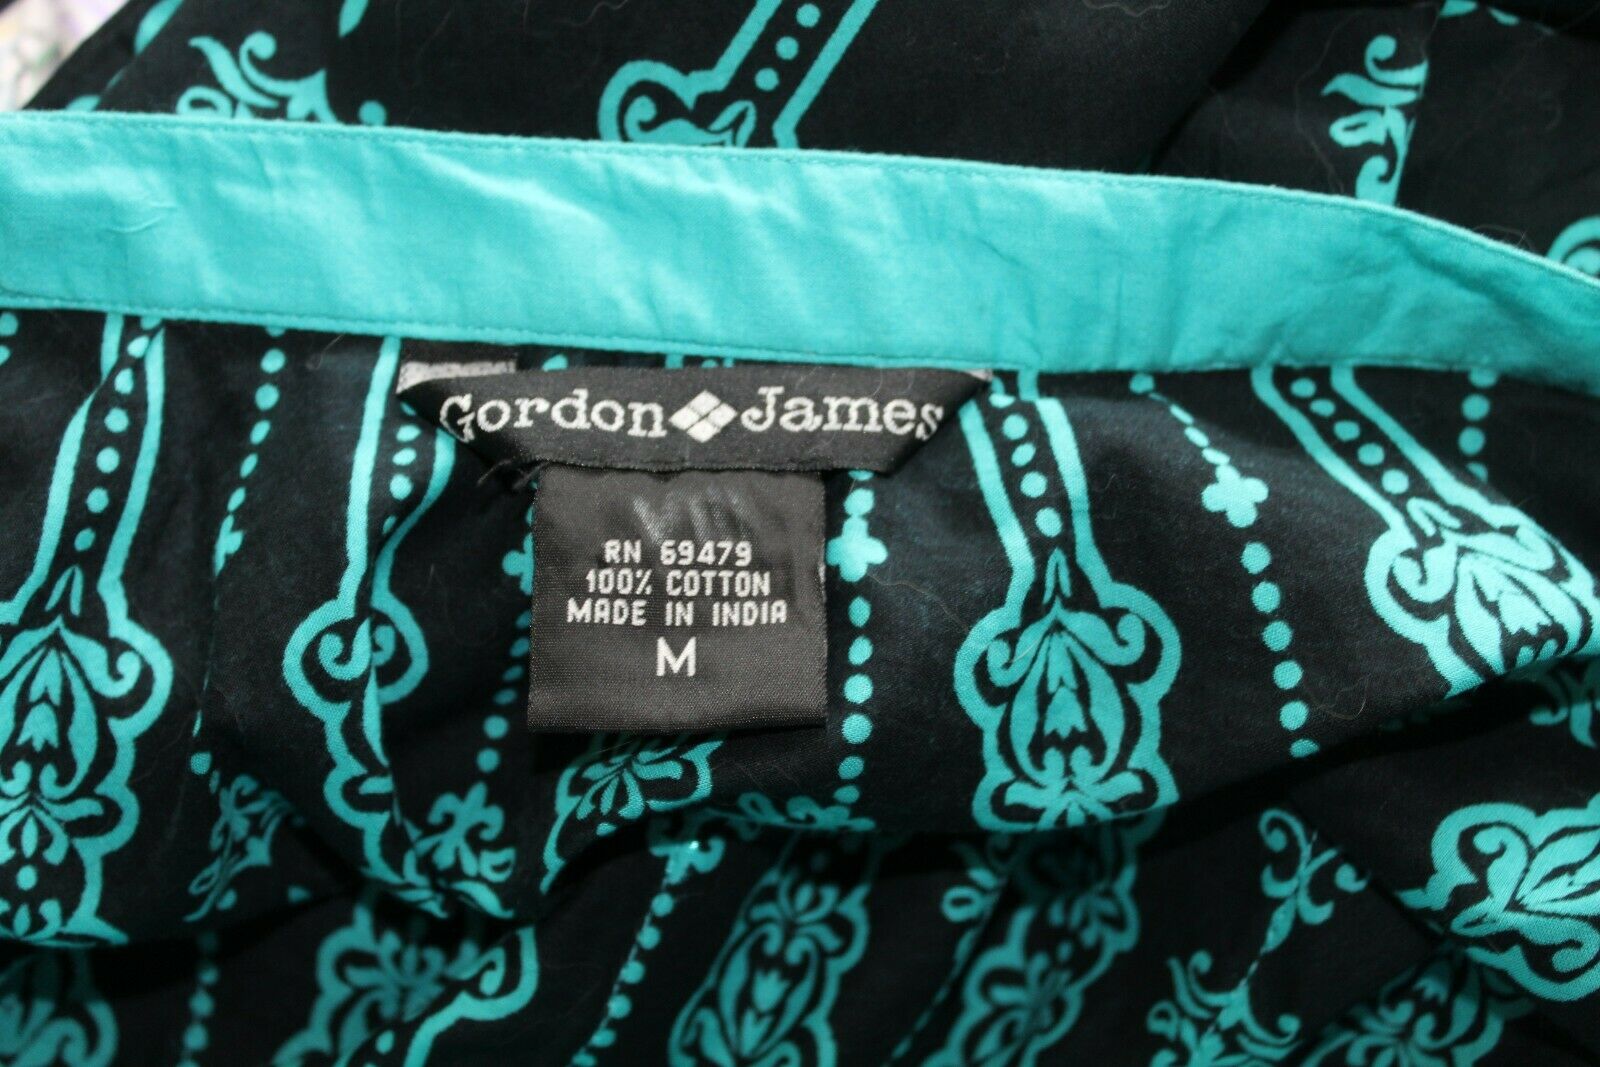 Gordon James
RN 69479
100% COTTON
MADE IN INDIA
M